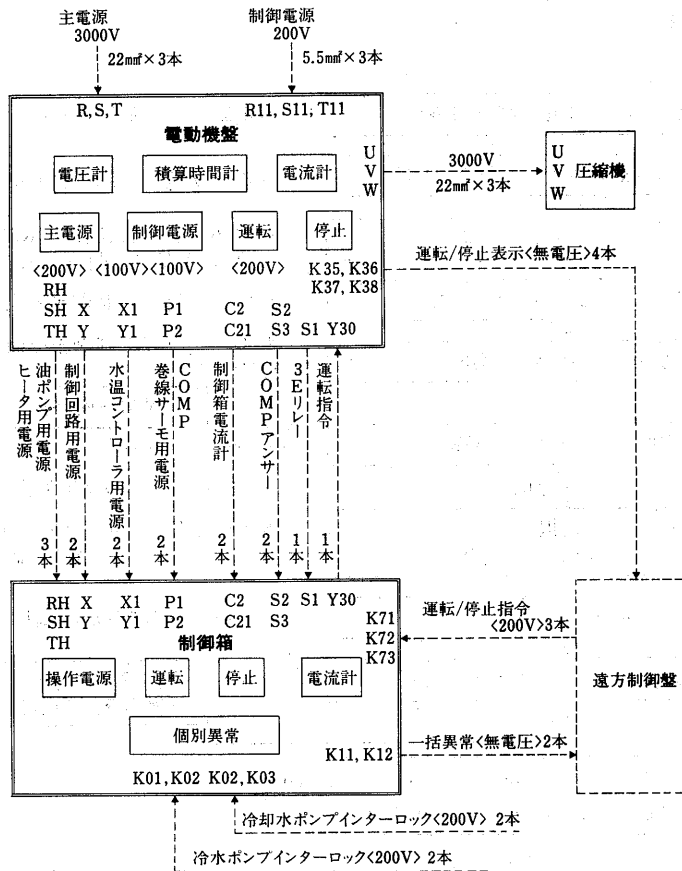 主電源
3000V
22m㎡×3本
制御電源
200V
5.5m㎡×3本
R, S, T
R11, S11, T11
電動機盤
電圧計
積算時間計
電流計
U
V
W
3000V
22m㎡×3本
U
V
W
圧縮機
主電源
制御電源
運転
停止
<200V>
<100V><100V>
<200V>
K35, K36
K37, K38
運転/停止表示<無電圧>4本
RH
SH X X1 P1 C2 S2
TH Y Y1 P2 C21 S3 S1 Y30
油ポンプ用電源
ヒータ用電源
制御回路用電源
水温コントローラ用電源
COMP
巻線サーモ用電源
制御箱電流計
COMPアンサー
3Eリレー
運転指令
3本
2本
2本
2本
2本
2本
1本
1本
RH X X1 P1 C2 S2 S1 Y30
SH Y Y1 P2 C21 S3
TH
制御箱
K71
K72
K73
運転/停止指令
<200V>3本
操作電源
運転
停止
電流計
遠方制御盤
個別異常
K11, K12
一括異常<無電圧>2本
K01, K02 K02, K03
冷却水ポンプインターロック<200V> 2本
冷水ポンプインターロック<200V> 2本